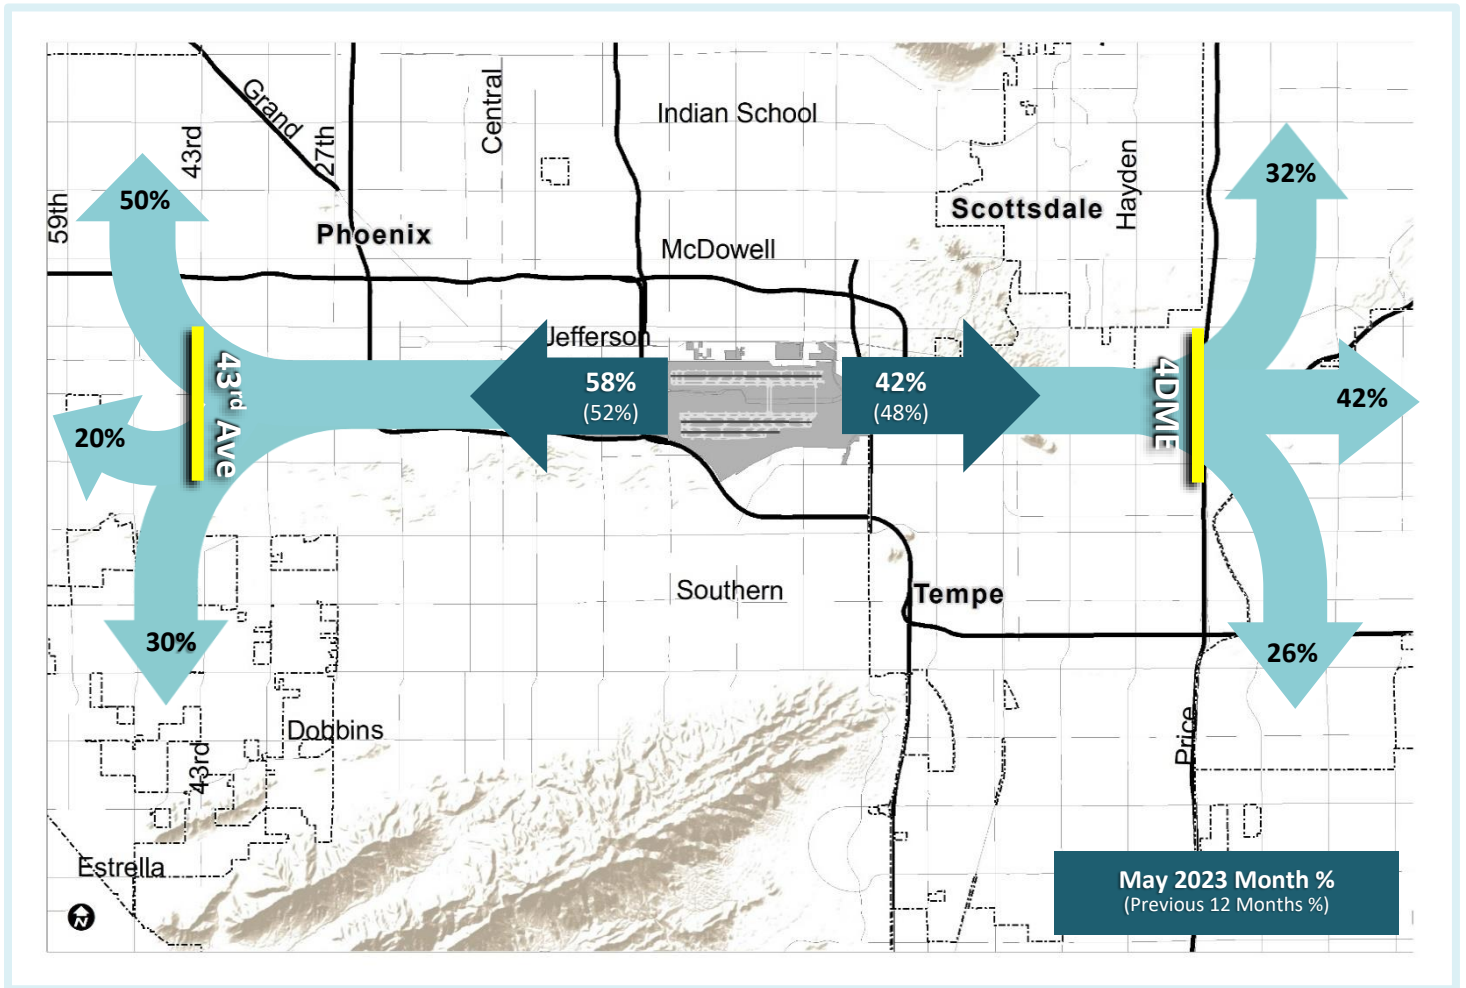 Grand
43rd
27th
Central
Indian School
Hayden
59th
50%
32%
Phoenix
Scottsdale
McDowell
Jefferson
43rd Ave
58%
(52%)
42%
(48%)
4DME
42%
20%
30%
Southern
Tempe
26%
Dobbins
43rd
Price
Estrella
N
May 2023 Month %
(Previous 12 Months %)